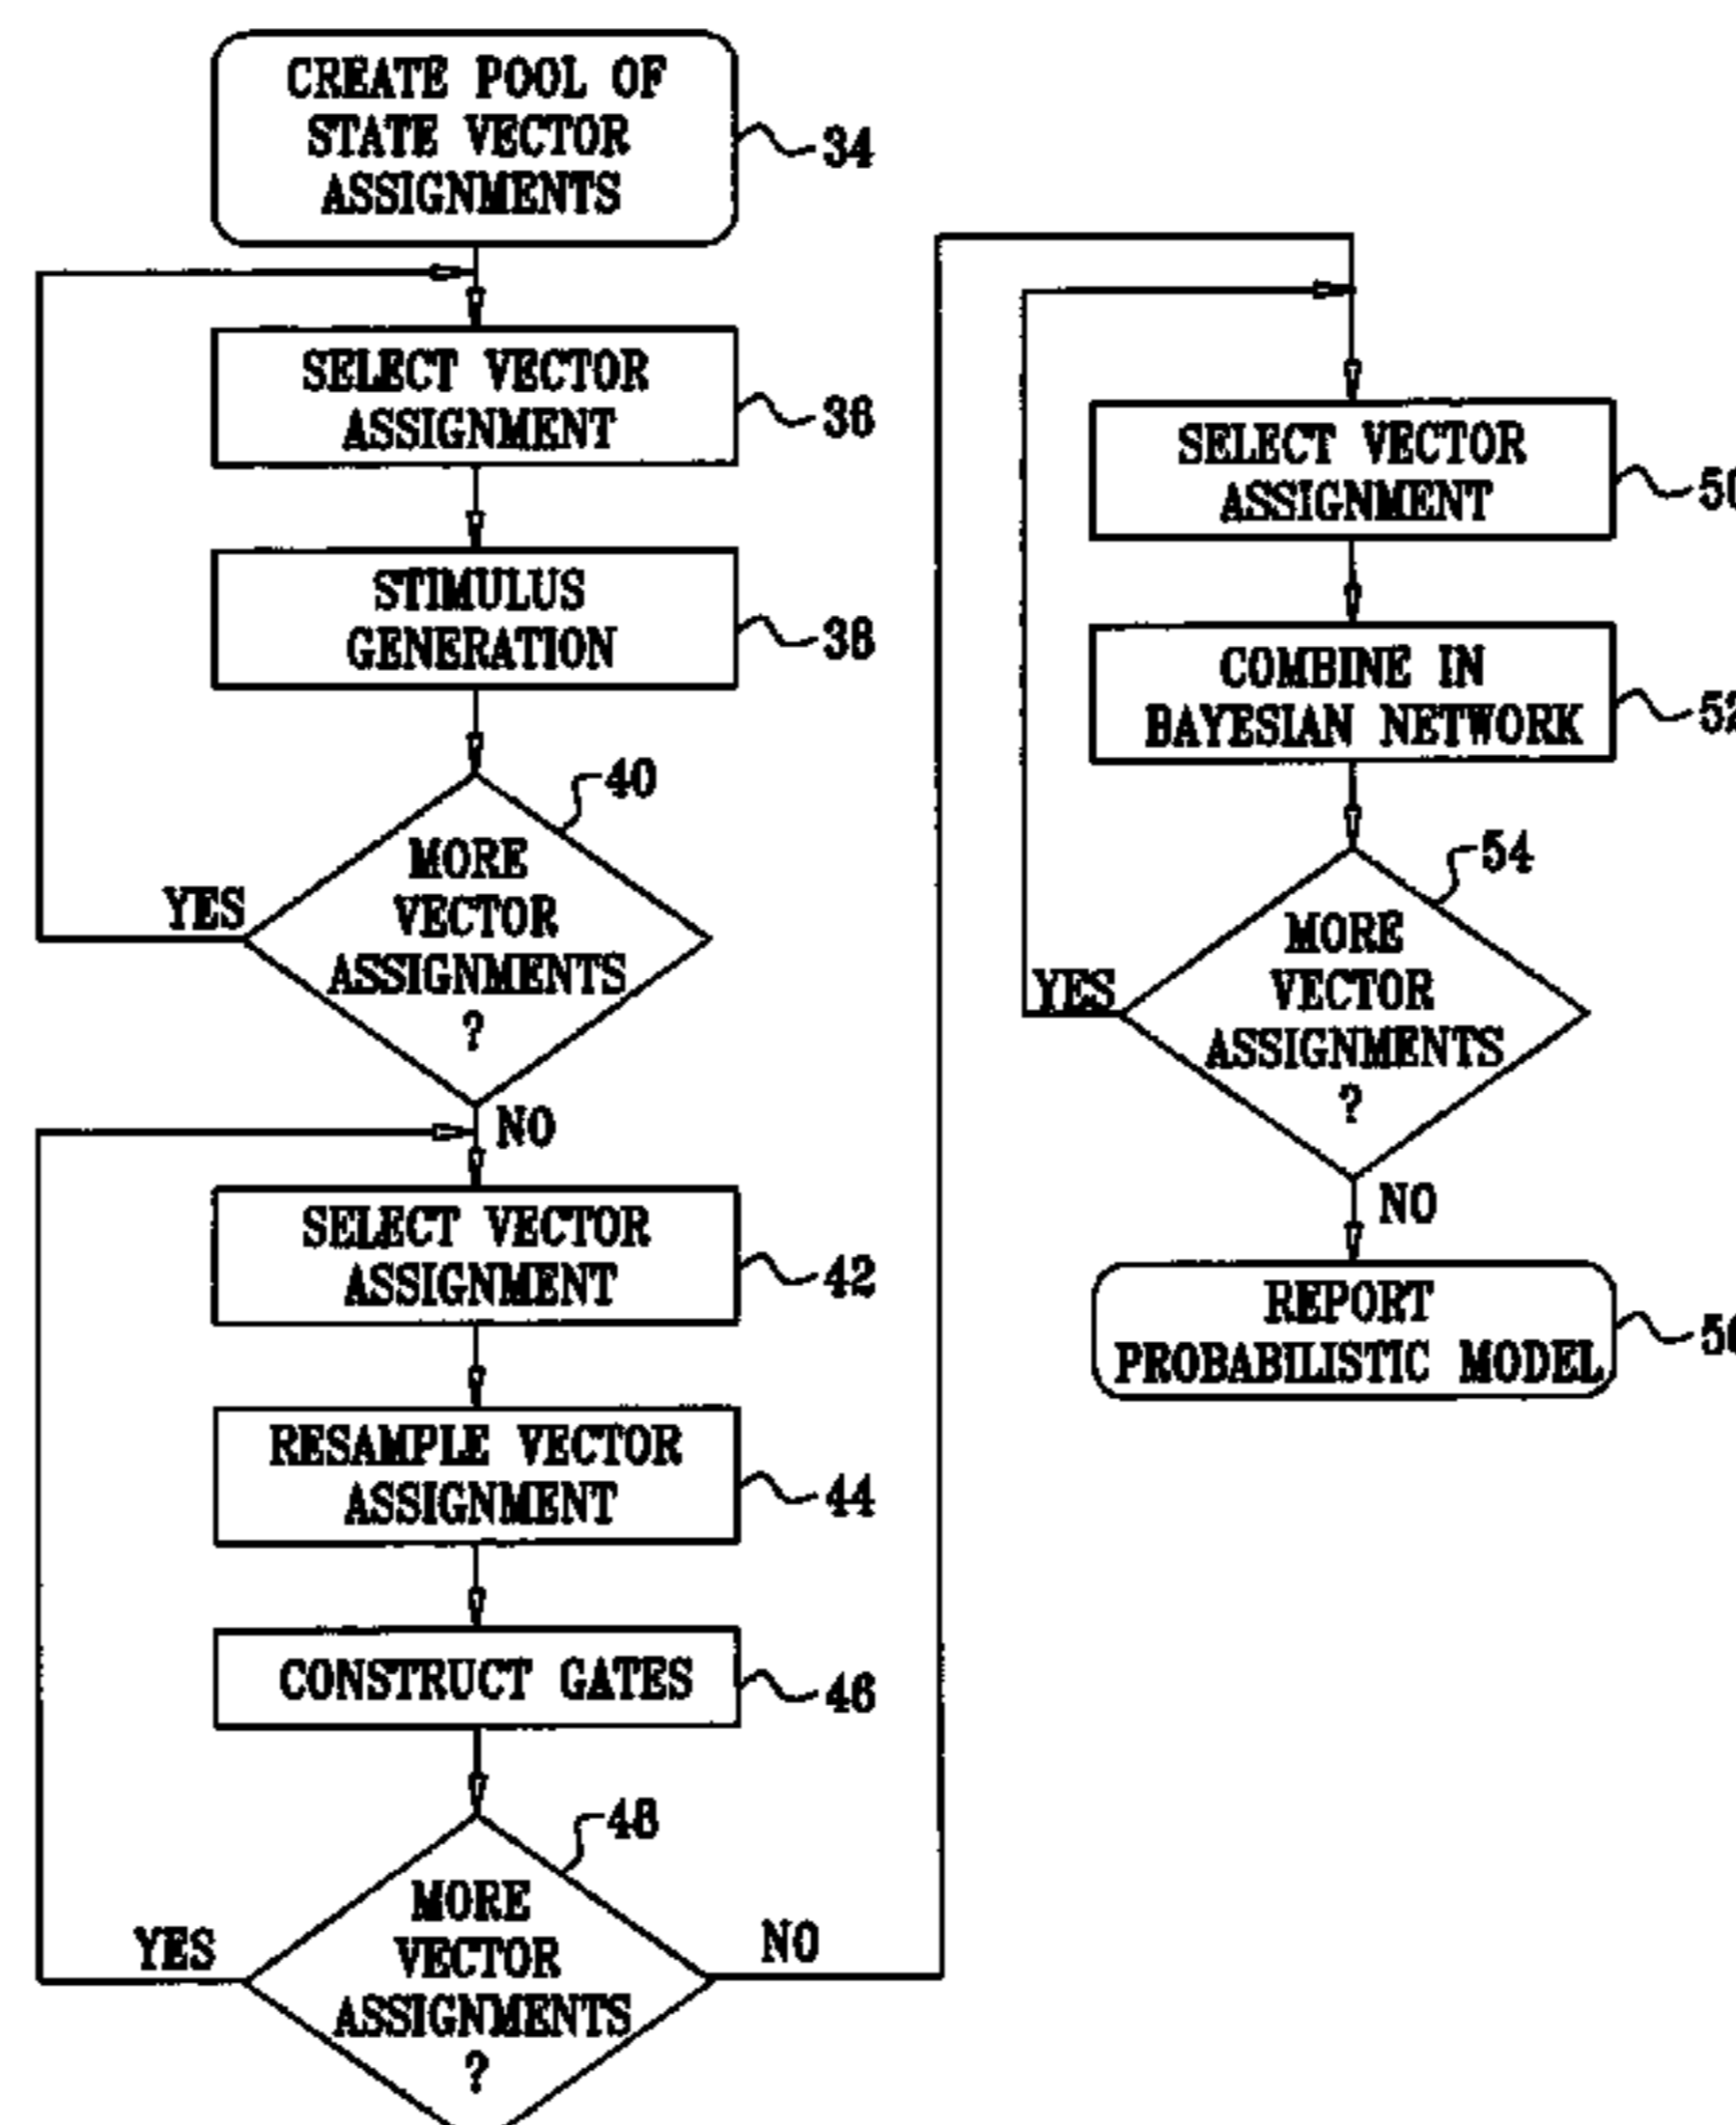 CREATE POOL OF
STATE VECTOR
ASSIGNMENTS
34
SELECT VECTOR
ASSIGNMENT
36
STIMULUS
GENERATION
38
40
MORE
VECTOR
ASSIGNMENTS
?
YES
NO
SELECT VECTOR
ASSIGNMENT
42
RESAMPLE VECTOR
ASSIGNMENT
44
CONSTRUCT GATES
46
48
MORE
VECTOR
ASSIGNMENTS
?
YES
NO
SELECT VECTOR
ASSIGNMENT
COMBINE IN
BAYESIAN NETWORK
52
54
MORE
VECTOR
ASSIGNMENTS
?
YES
NO
REPORT
PROBABILISTIC MODEL